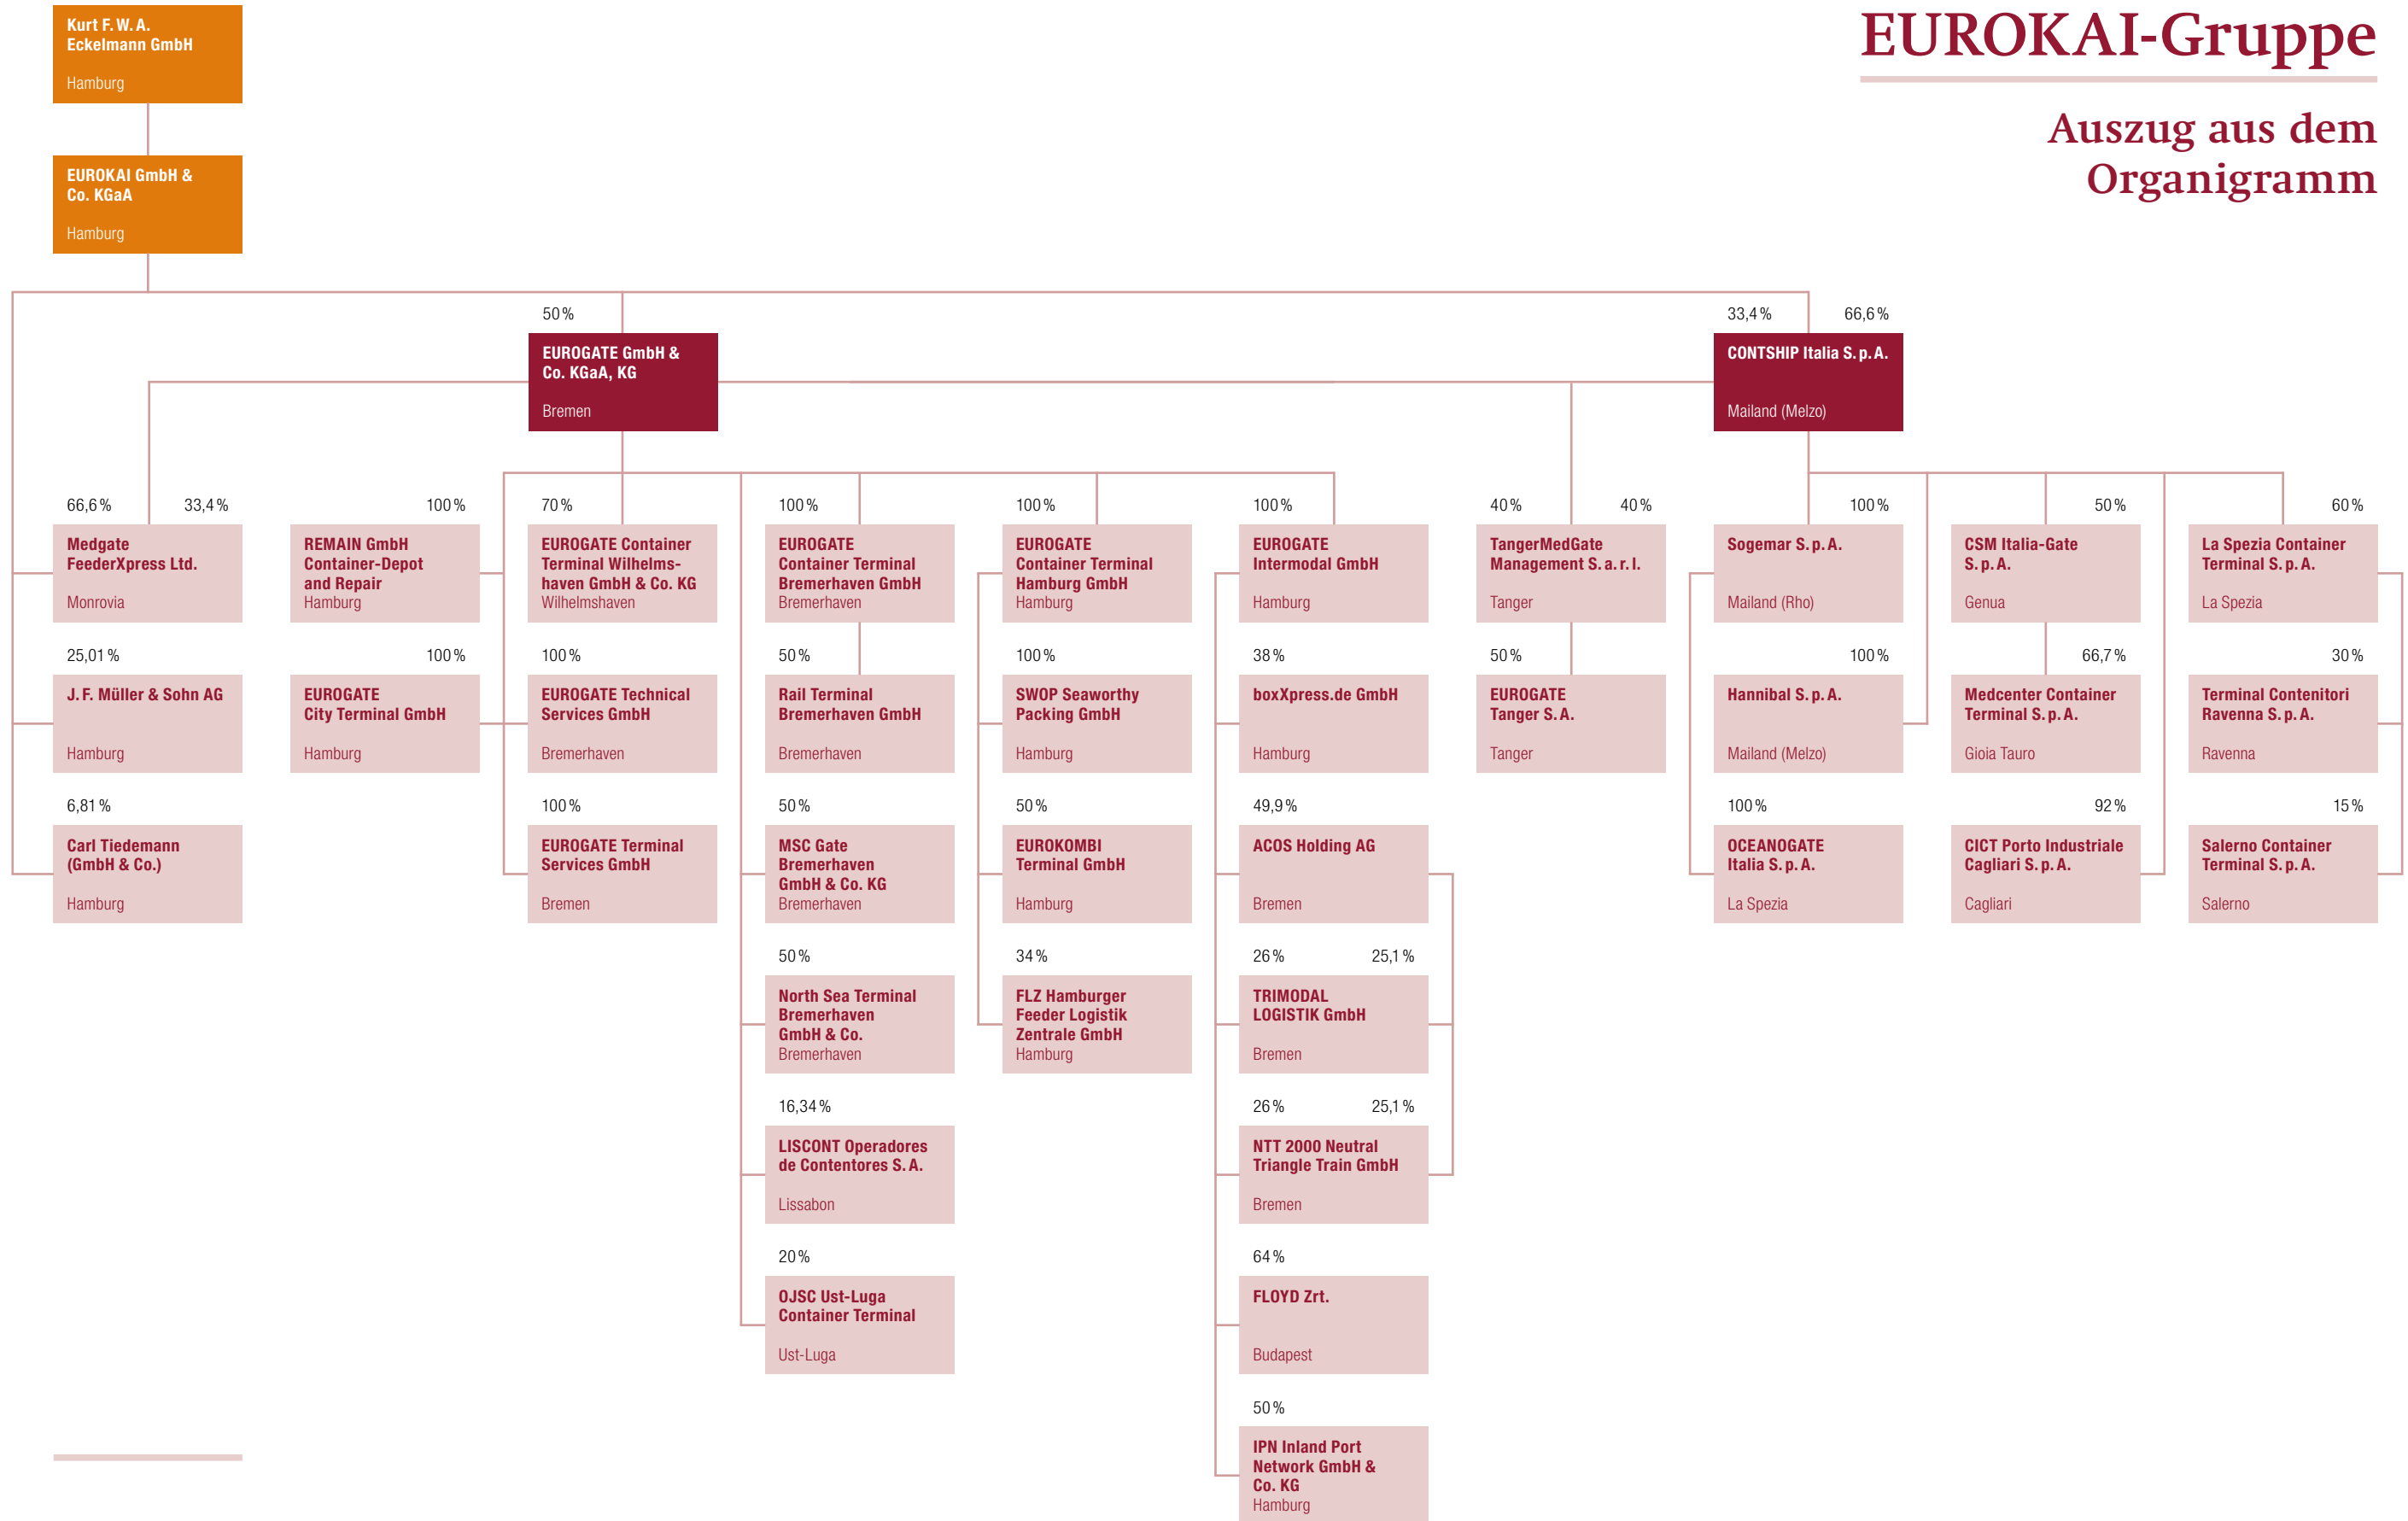 EUROKAI-Gruppe
Auszug aus dem
Organigramm
Kurt F. W. A.
Eckelmann GmbH
Hamburg
EUROKAI GmbH &
Co. KGaA
Hamburg
50 %
EUROGATE GmbH &
Co. KGaA, KG
Bremen
33,4 % 66,6 %
CONTSHIP Italia S. p. A.
Mailand (Melzo)
66,6 % 33,4 %
Medgate
FeederXpress Ltd.
Monrovia
25,01 %
J. F. Müller & Sohn AG
Hamburg
6,81 %
Carl Tiedemann
(GmbH & Co.)
Hamburg
100 %
REMAIN GmbH
Container-Depot
and Repair
Hamburg
100 %
EUROGATE
City Terminal GmbH
Hamburg
70 %
EUROGATE Container
Terminal Wilhelms-
haven GmbH & Co. KG
Wilhelmshaven
100 %
EUROGATE Technical
Services GmbH
Bremerhaven
100 %
EUROGATE Terminal
Services GmbH
Bremen
100 %
EUROGATE
Container Terminal
Bremerhaven GmbH
Bremerhaven
50 %
Rail Terminal
Bremerhaven GmbH
Bremerhaven
50 %
MSC Gate
Bremerhaven
GmbH & Co. KG
Bremerhaven
50 %
North Sea Terminal
Bremerhaven
GmbH & Co.
Bremerhaven
16,34 %
LISCONT Operadores
de Contentores S. A.
Lissabon
20 %
OJSC Ust-Luga
Container Terminal
Ust-Luga
100 %
EUROGATE
Container Terminal
Hamburg GmbH
Hamburg
100 %
SWOP Seaworthy
Packing GmbH
Hamburg
50 %
EUROKOMBI
Terminal GmbH
Hamburg
34 %
FLZ Hamburger
Feeder Logistik
Zentrale GmbH
Hamburg
100 %
EUROGATE
Intermodal GmbH
Hamburg
38 %
boxXpress.de GmbH
Hamburg
49,9 %
ACOS Holding AG
Bremen
26 % 25,1 %
TRIMODAL
LOGISTIK GmbH
Bremen
26 % 25,1 %
NTT 2000 Neutral
Triangle Train GmbH
Bremen
64 %
FLOYD Zrt.
Budapest
50 %
IPN Inland Port
Network GmbH &
Co. KG
Hamburg
40 % 40 %
TangerMedGate
Management S. a. r. l.
Tanger
50 %
EUROGATE
Tanger S. A.
Tanger
100 %
Sogemar S. p. A.
Mailand (Rho)
100 %
Hannibal S. p. A.
Mailand (Melzo)
100 %
OCEANOGATE
Italia S. p. A.
La Spezia
50 %
CSM Italia-Gate
S. p. A.
Genua
66,7 %
Medcenter Container
Terminal S. p. A.
Gioia Tauro
92 %
CICT Porto Industriale
Cagliari S. p. A.
Cagliari
60 %
La Spezia Container
Terminal S. p. A.
La Spezia
30 %
Terminal Contenitori
Ravenna S. p. A.
Ravenna
15 %
Salerno Container
Terminal S. p. A.
Salerno